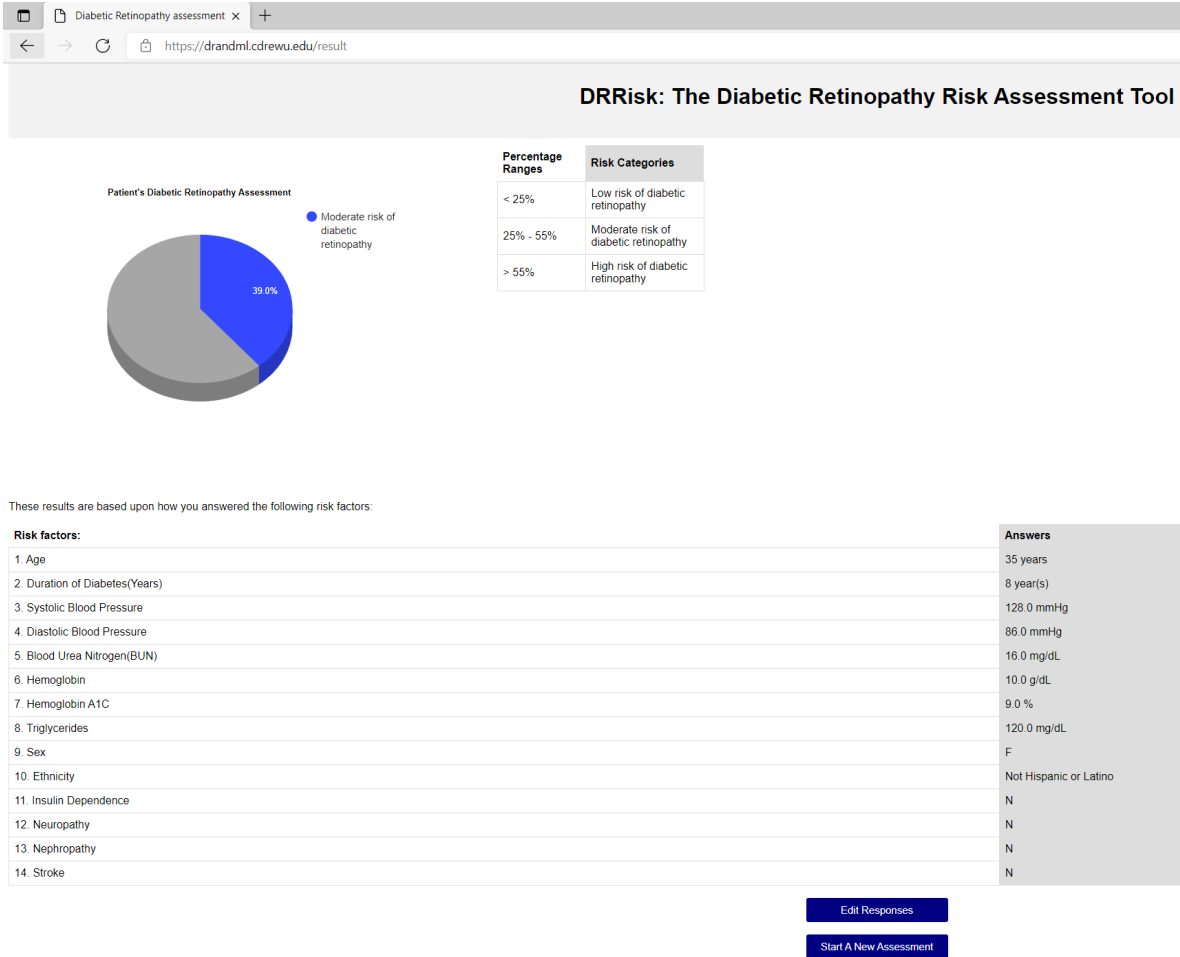 Diabetic Retinopathy assessment
https://drandml.cdrewu.edu/result
DRRisk: The Diabetic Retinopathy Risk Assessment Tool
Patient's Diabetic Retinopathy Assessment
Moderate risk of
diabetic
retinopathy
39.0%
Percentage
Ranges
Risk Categories
< 25%
Low risk of diabetic
retinopathy
25% - 55%
Moderate risk of
diabetic retinopathy
> 55%
High risk of diabetic
retinopathy
These results are based upon how you answered the following risk factors:
Risk factors: Answers
1. Age 35 years
2. Duration of Diabetes(Years) 8 year(s)
3. Systolic Blood Pressure 128.0 mmHg
4. Diastolic Blood Pressure 86.0 mmHg
5. Blood Urea Nitrogen(BUN) 16.0 mg/dL
6. Hemoglobin 10.0 g/dL
7. Hemoglobin A1C 9.0 %
8. Triglycerides 120.0 mg/dL
9. Sex F
10. Ethnicity Not Hispanic or Latino
11. Insulin Dependence N
12. Neuropathy N
13. Nephropathy N
14. Stroke N
Edit Responses
Start A New Assessment